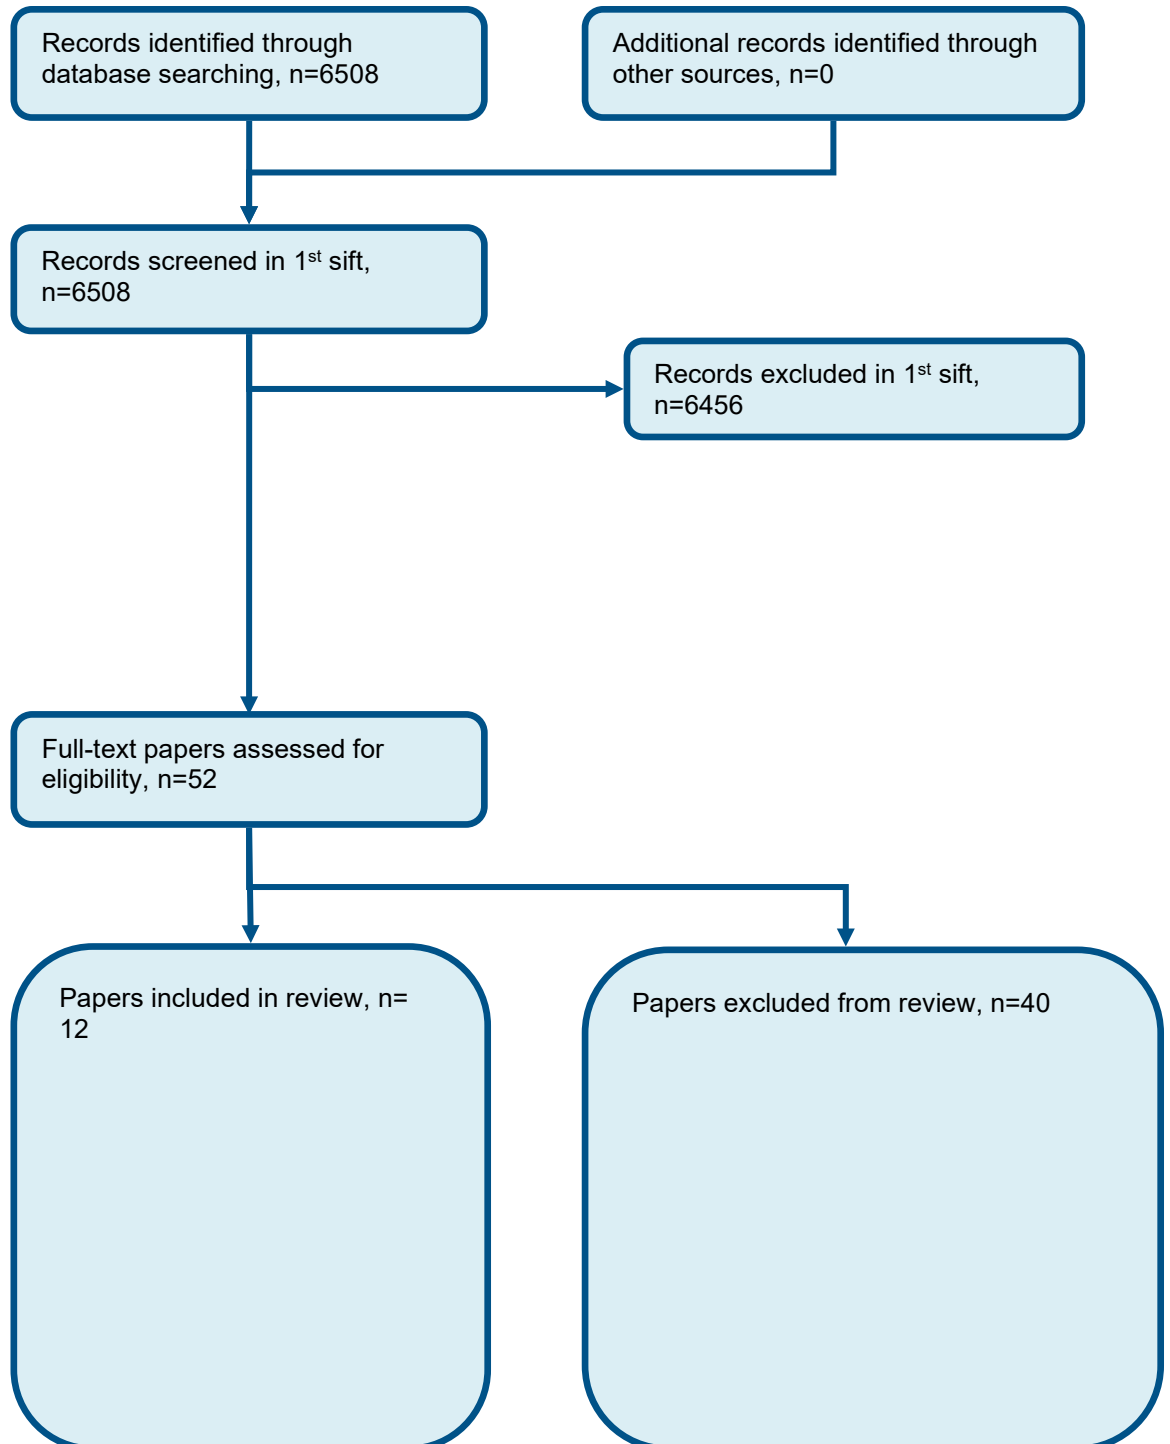 Records identified through
database searching, n=6508
Additional records identified through
other sources, n=0
Records screened in 1st sift,
n=6508
Records excluded in 1st sift,
n=6456
Full-text papers assessed for
eligibility, n=52
Papers included in review, n=
12
Papers excluded from review, n=40